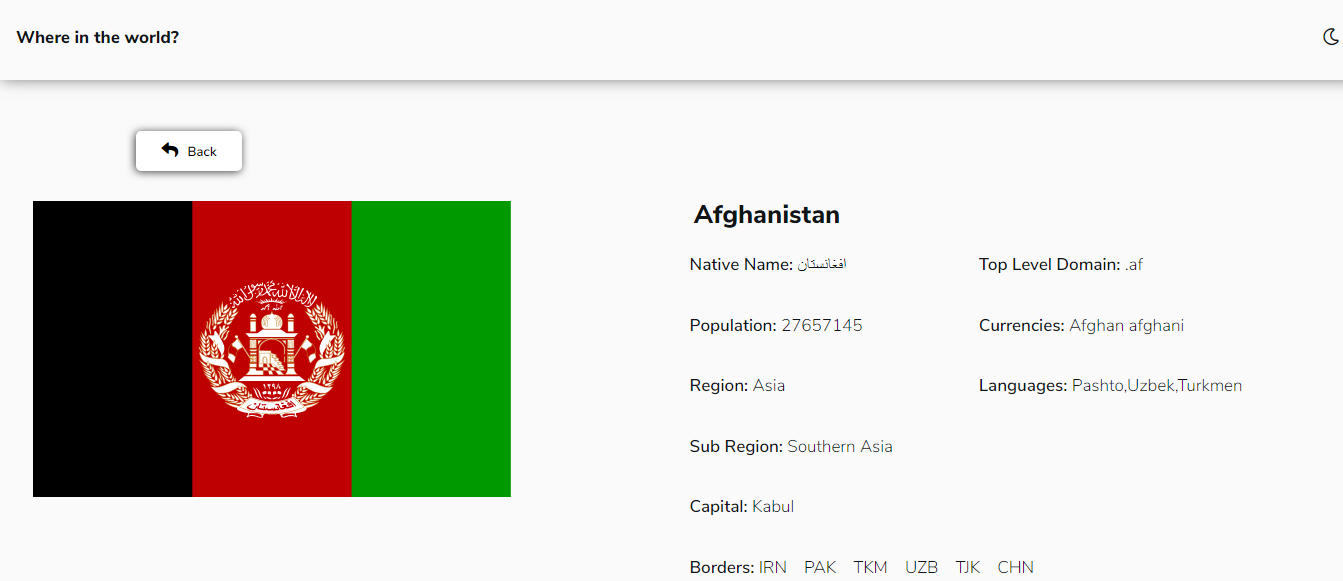 Where in the world?
Back
افغانستان
Afghanistan
Native Name: افغانستان
Top Level Domain: .af
Population: 27657145
Currencies: Afghan afghani
Region: Asia
Languages: Pashto,Uzbek,Turkmen
Sub Region: Southern Asia
Capital: Kabul
Borders: IRN PAK TKM UZB TJK CHN